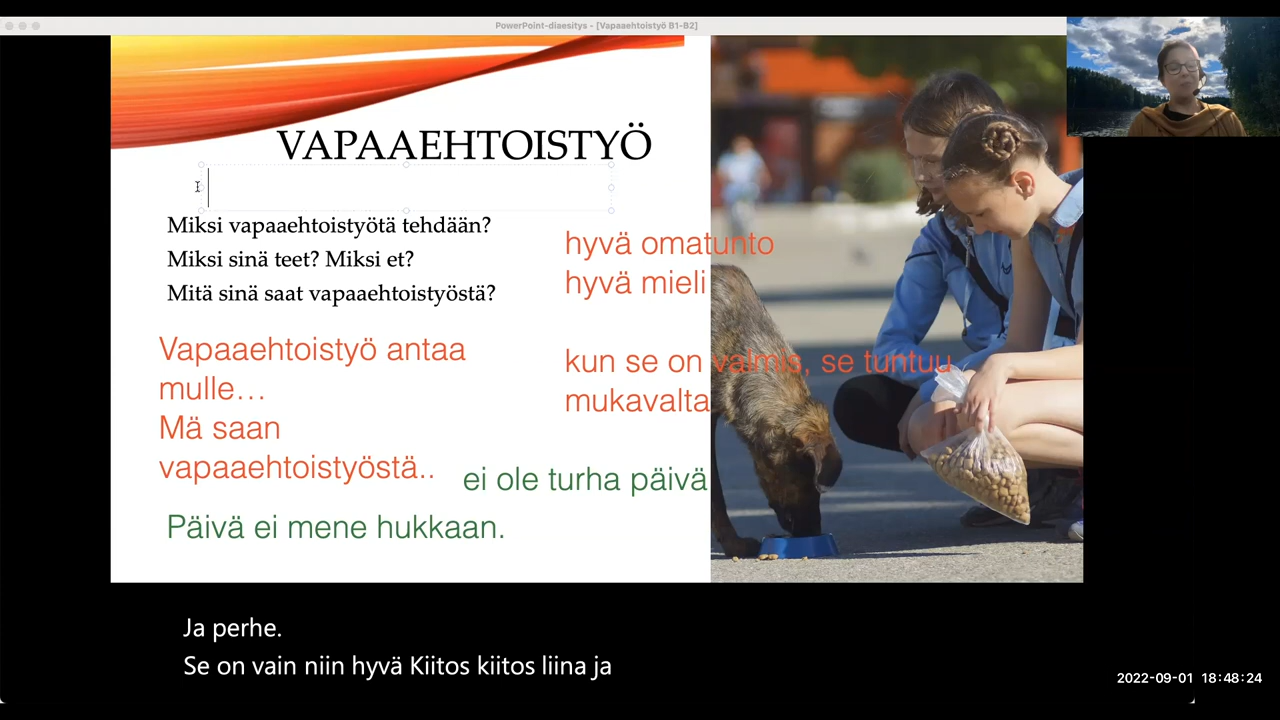 PowerPoint-diaesitys - [Vapaaehtoistyö B1-B2]
VAPAAEHTOISTYÖ
Miksi vapaaehtoistyötä tehdään?
Miksi sinä teet? Miksi et?
Mitä sinä saat vapaaehtoistyöstä?
hyvä omatunto
hyvä mieli
kun se on valmis, se tuntuu
mukavalta
Vapaaehtoistyö antaa
mulle…
Mä saan
vapaaehtoistyöstä..
ei ole turha päivä
Päivä ei mene hukkaan.
Ja perhe.
Se on vain niin hyvä Kiitos kiitos liina ja
2022-09-01 18:48:24